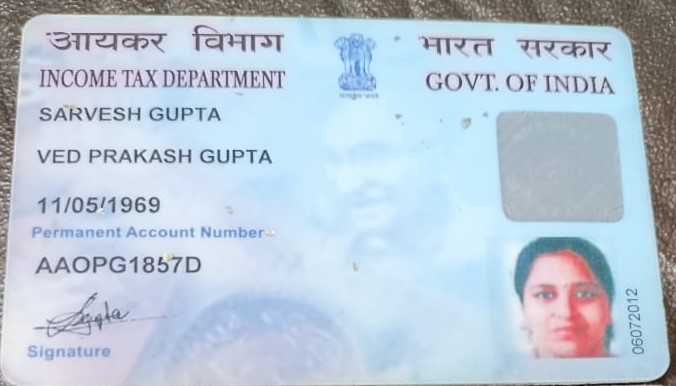 आयकर विभाग भारत सरकार
INCOME TAX DEPARTMENT GOVT. OF INDIA
SARVESH GUPTA
VED PRAKASH GUPTA
11/05/1969
Permanent Account Number
AAOPG1857D
Sgupta
Signature
06072012